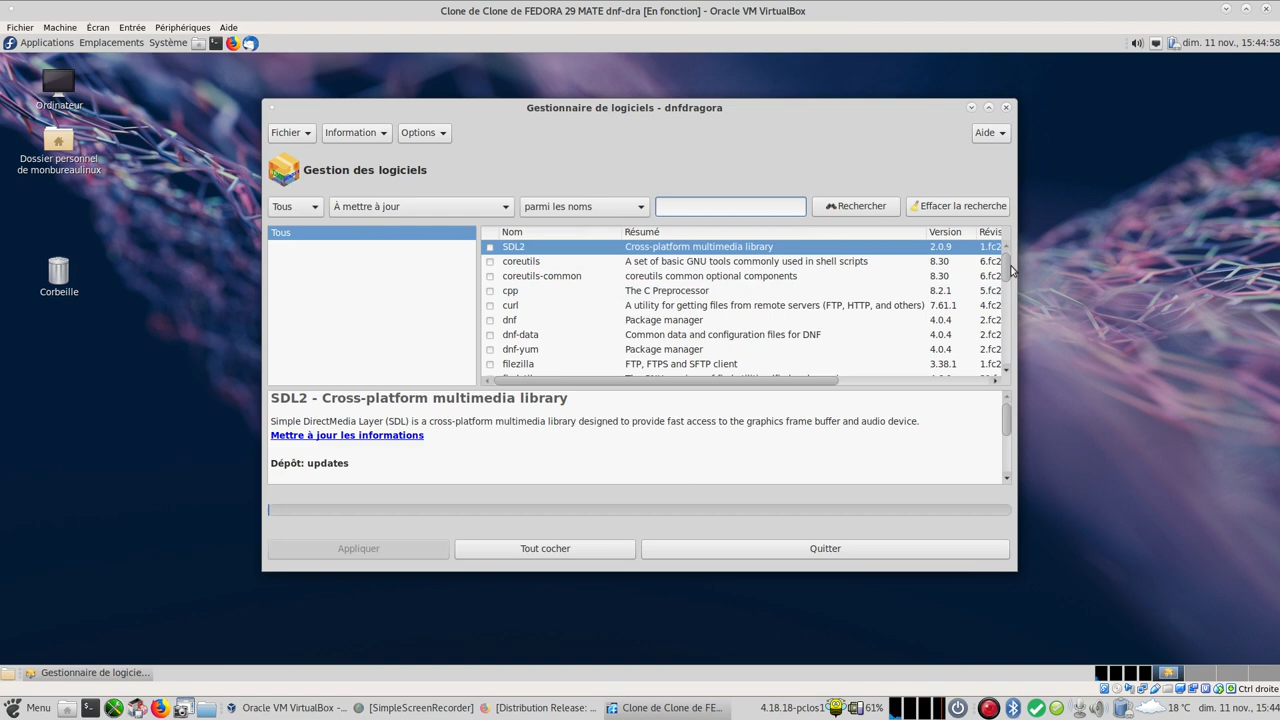 Clone de Clone de FEDORA 29 MATE dnf-dra [En fonction] - Oracle VM VirtualBox
Fichier Machine Écran Entrée Périphériques Aide
Applications Emplacements Système dim. 11 nov., 15:44:58
Ordinateur
Dossier personnel
de monbureaulinux
Corbeille
Gestionnaire de logiciels - dnfdragora
Fichier Information Options Aide
Gestion des logiciels
Tous À mettre à jour parmi les noms Rechercher Effacer la recherche
Tous
Nom Résumé Version Révis
SDL2 Cross-platform multimedia library 2.0.9 1.fc2
coreutils A set of basic GNU tools commonly used in shell scripts 8.30 6.fc2
coreutils-common coreutils common optional components 8.30 6.fc2
cpp The C Preprocessor 8.2.1 5.fc2
curl A utility for getting files from remote servers (FTP, HTTP, and others) 7.61.1 4.fc2
dnf Package manager 4.0.4 2.fc2
dnf-data Common data and configuration files for DNF 4.0.4 2.fc2
dnf-yum Package manager 4.0.4 2.fc2
filezilla FTP, FTPS and SFTP client 3.38.1 1.fc2
SDL2 - Cross-platform multimedia library
Simple DirectMedia Layer (SDL) is a cross-platform multimedia library designed to provide fast access to the graphics frame buffer and audio device.
Mettre à jour les informations
Dépôt: updates
Appliquer Tout cocher Quitter
Gestionnaire de logicie...
Ctrl droite
Menu Oracle VM VirtualBox -... [SimpleScreenRecorder] [Distribution Release: ... Clone de Clone de FE... 4.18.18-pclos1 61% 18°C dim. 11 nov., 15:44